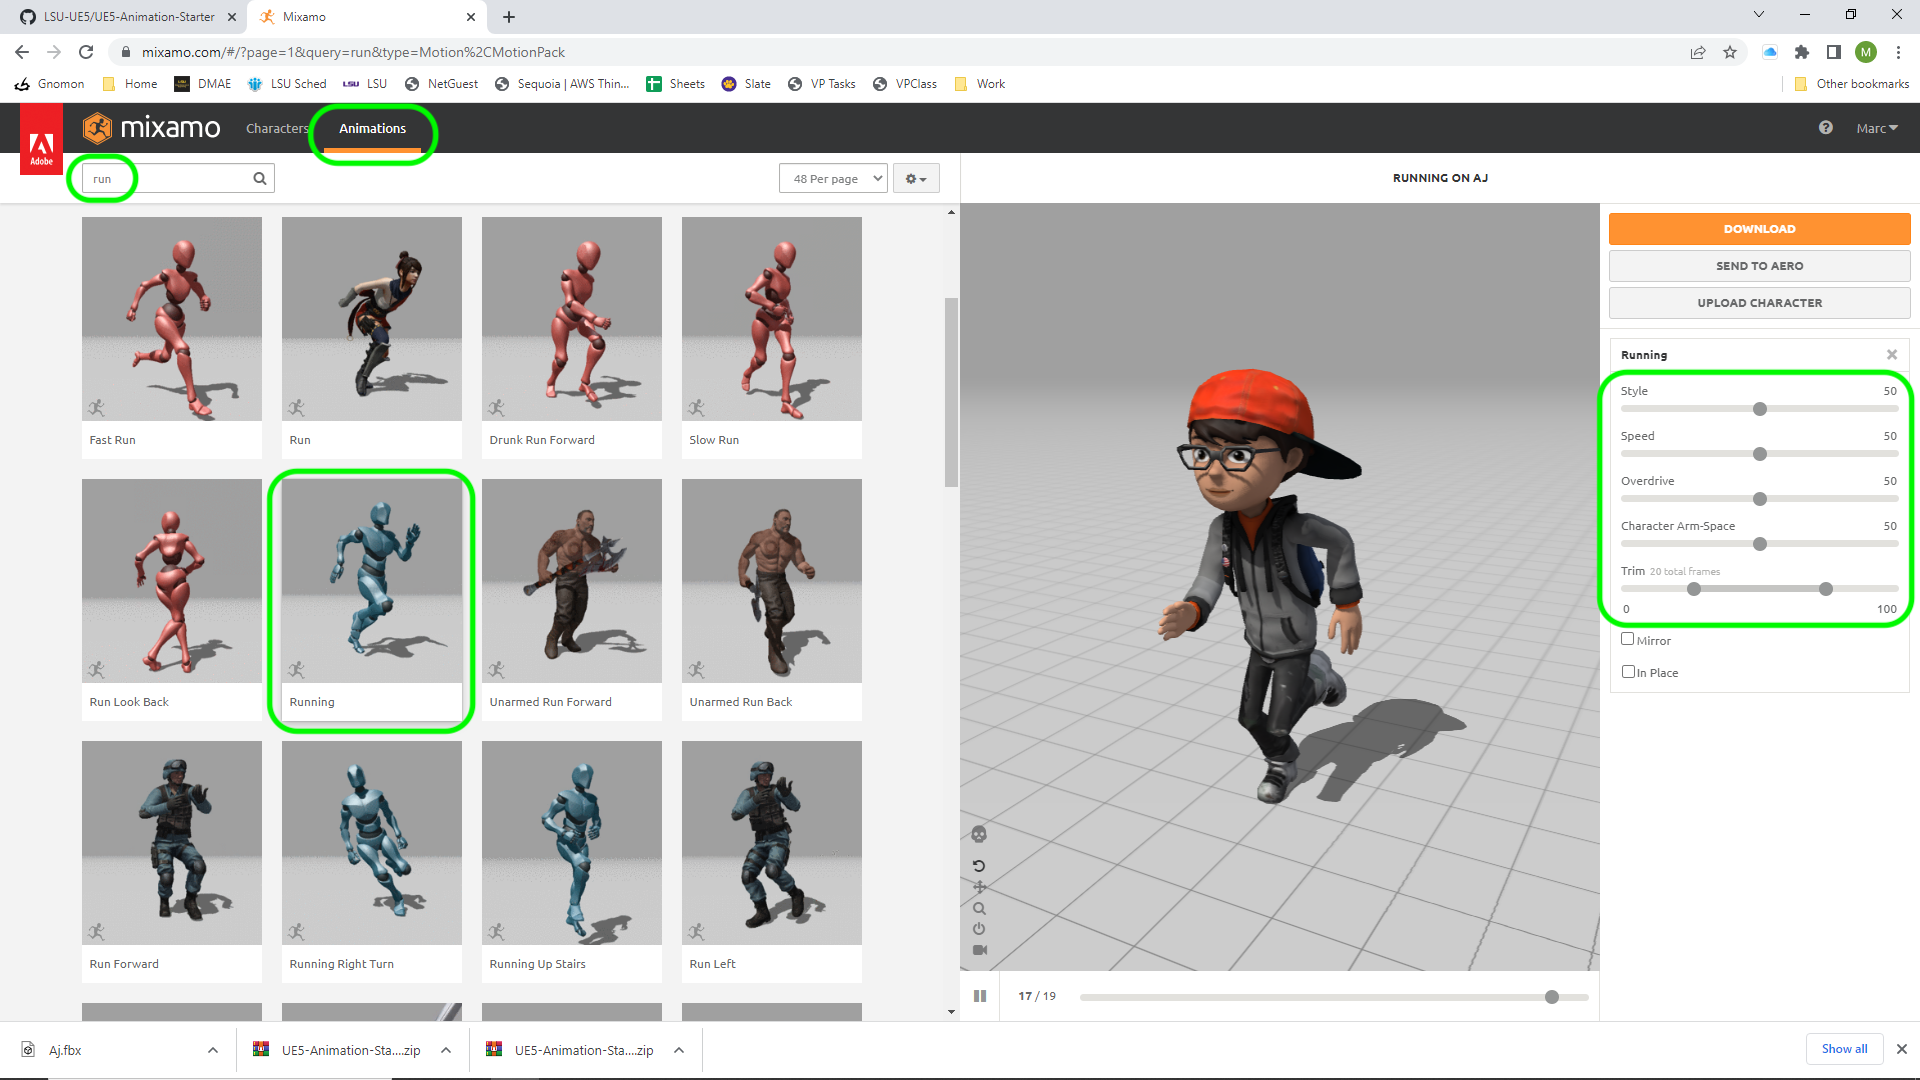 LSU-UE5/UE5-Animation-Starter
Mixamo
mixamo.com/#/?page=1&query=run&type=Motion%2CMotionPack
M
Gnomon Home DMAE LSU Sched LSU NetGuest Sequoia | AWS Thin... Sheets Slate VP Tasks VPClass Work Other bookmarks
Adobe
mixamo Characters Animations Marc
run
48 Per page
RUNNING ON AJ
DOWNLOAD
SEND TO AERO
UPLOAD CHARACTER
Running
Style 50
Speed 50
Overdrive 50
Character Arm-Space 50
Trim 20 total frames
0 100
Mirror
In Place
Fast Run Run Drunk Run Forward Slow Run
Run Look Back Running Unarmed Run Forward Unarmed Run Back
Run Forward Running Right Turn Running Up Stairs Run Left
17 / 19
Aj.fbx UE5-Animation-Sta....zip UE5-Animation-Sta....zip Show all